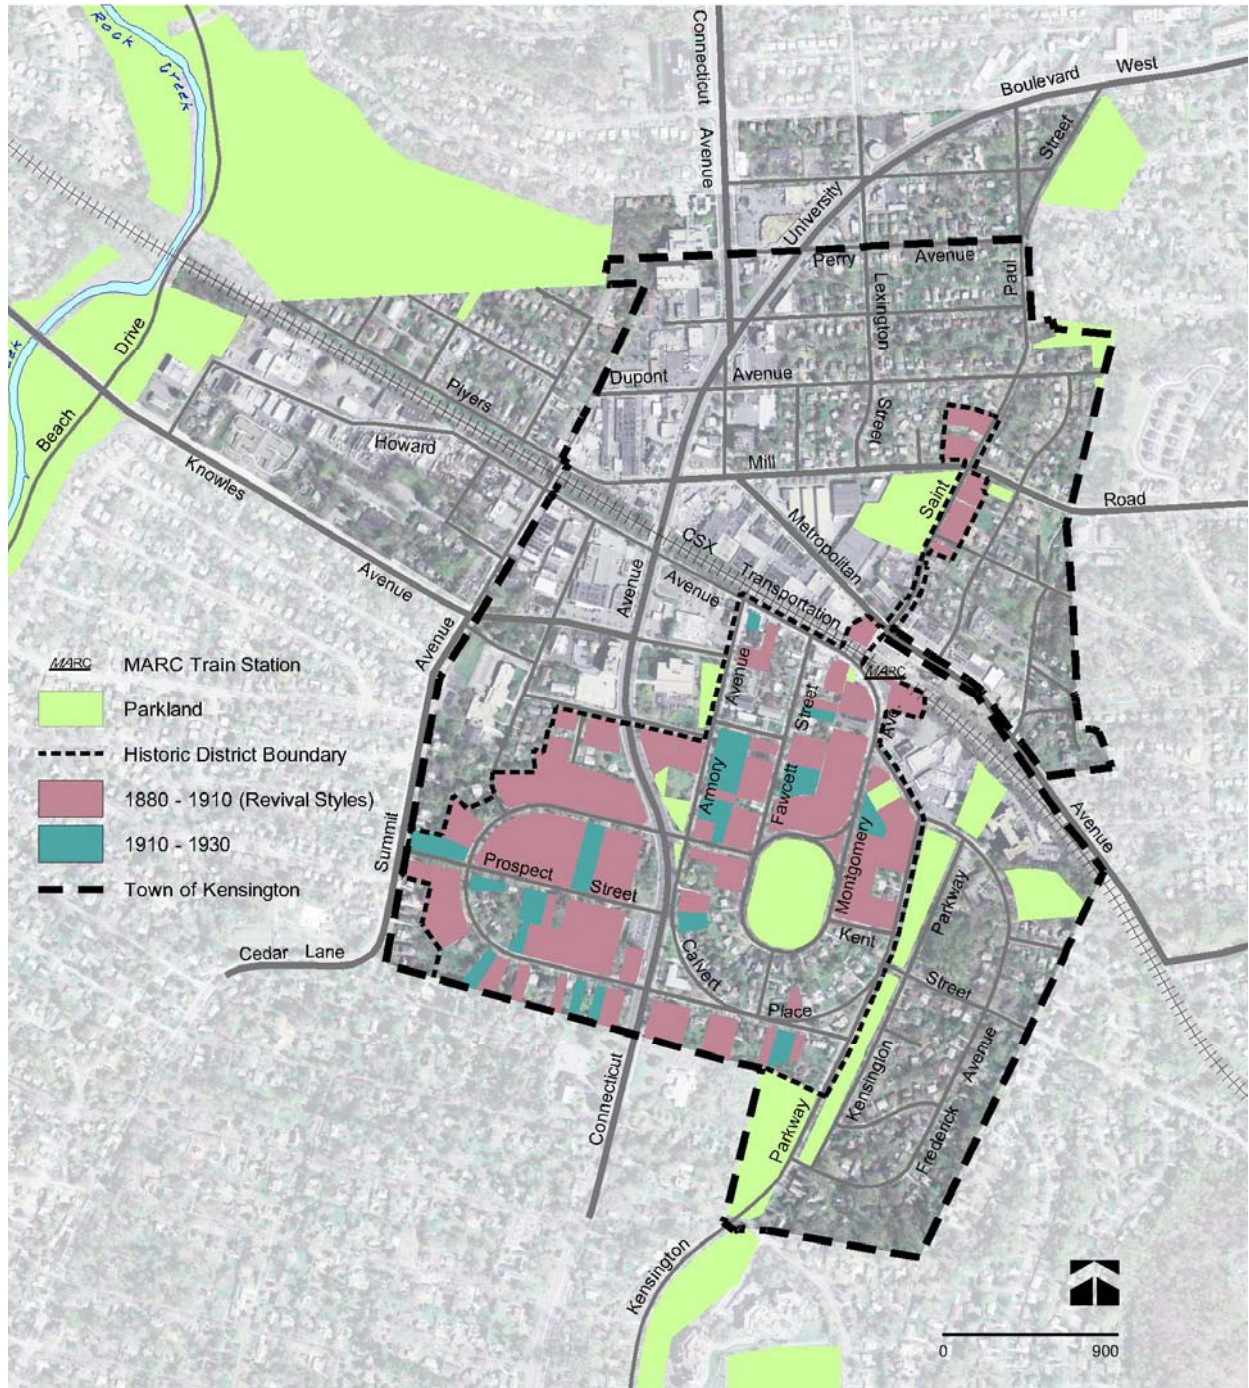 Rock
Creek
Connecticut
Avenue
Boulevard West
Street
University
Perry Avenue
Paul
Lexington
Street
Drive
Beach
Plyers
Howard
Dupont Avenue
Mill
Road
Saint
Knowles
Avenue
Metropolitan
CSX
Transportation
Avenue
Avenue
Avenue
MARC
MARC Train Station
Parkland
Historic District Boundary
1880 - 1910 (Revival Styles)
1910 - 1930
Town of Kensington
Avenue
Armory
Street
Fawcett
Ave.
Montgomery
Avenue
Summit
Prospect
Street
Kent
Parkway
Street
Cedar Lane
Calvert
Place
Connecticut
Kensington
Avenue
Frederick
Parkway
Kensington
0 900